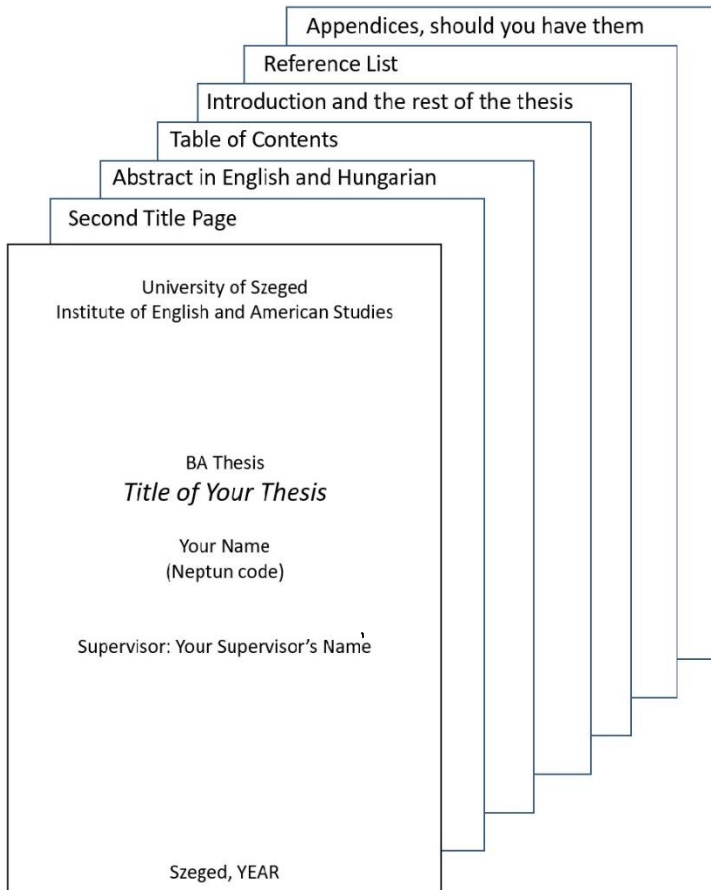 Appendices, should you have them
Reference List
Introduction and the rest of the thesis
Table of Contents
Abstract in English and Hungarian
Second Title Page
University of Szeged
Institute of English and American Studies
BA Thesis
Title of Your Thesis
Your Name
(Neptun code)
Supervisor: Your Supervisor’s Name
Szeged, YEAR